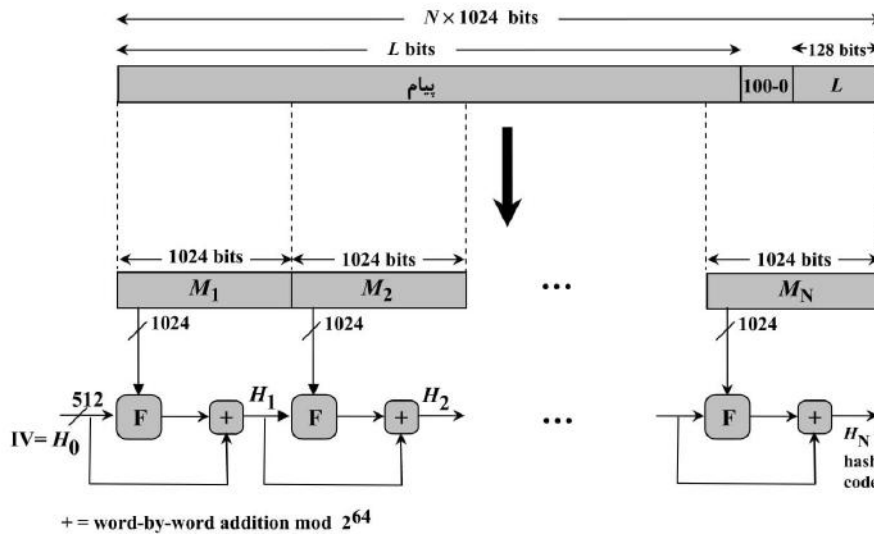 N × 1024 bits
L bits
128 bits
پیام
100-0
L
1024 bits
1024 bits
1024 bits
M1
M2
...
MN
1024
1024
1024
512
F
+
H1
F
+
H2
...
F
+
IV= H0
HN
hash
code
+ = word-by-word addition mod 2^64